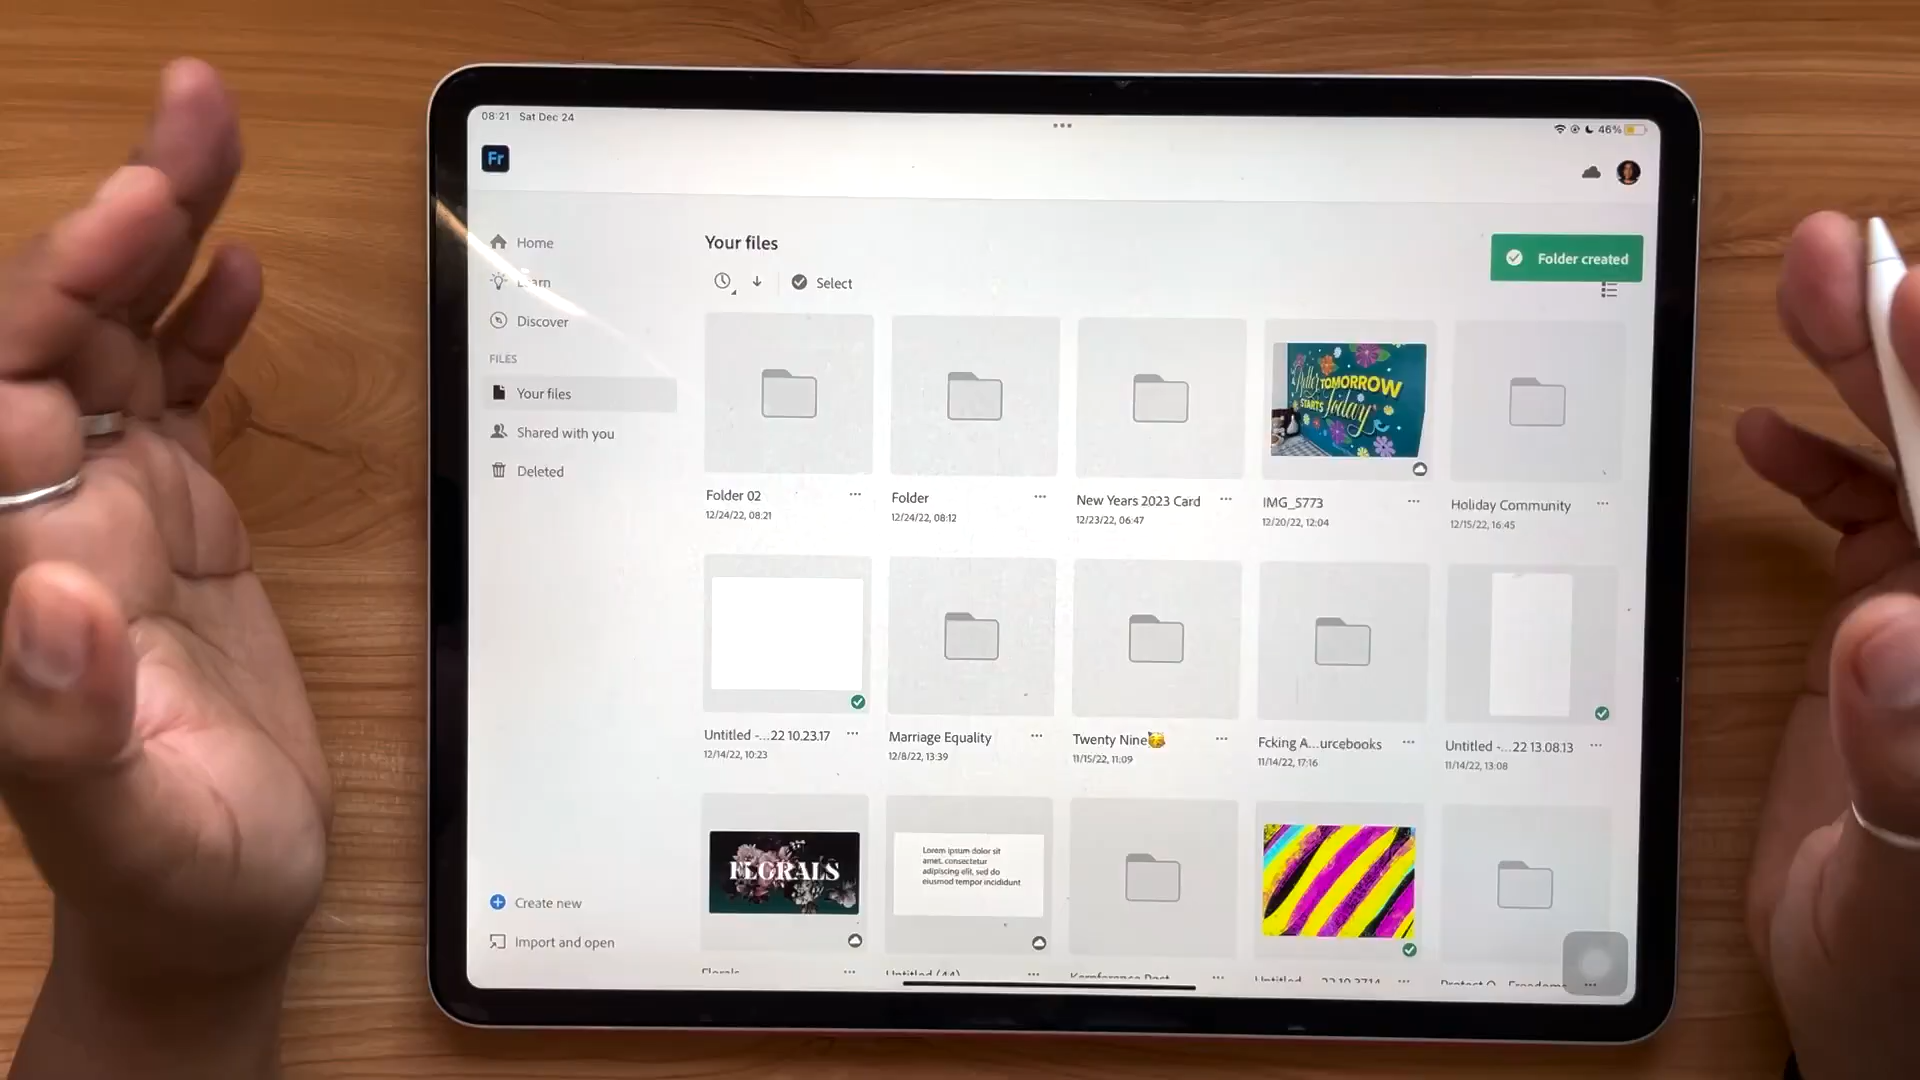 08:21 Sat Dec 24
46%
Fr
Home
Learn
Discover
FILES
Your files
Shared with you
Deleted
Create new
Import and open
Your files
Folder created
Select
TOMORROW
STARTS Today
Folder 02
12/24/22, 08:21
Folder
12/24/22, 08:12
New Years 2023 Card
12/23/22, 06:47
IMG_5773
12/20/22, 12:04
Holiday Community
12/15/22, 16:45
Untitled -...22 10.23.17
12/14/22, 10:23
Marriage Equality
12/8/22, 13:39
Twenty Nine🥳
11/15/22, 11:09
Fcking A...urcebooks
11/14/22, 17:16
Untitled -...22 13.08.13
11/14/22, 13:08
FLORALS
Lorem ipsum dolor sit
amet, consectetur
adipiscing elit, sed do
eiusmod tempor incididunt
Florals
Untitled (44)